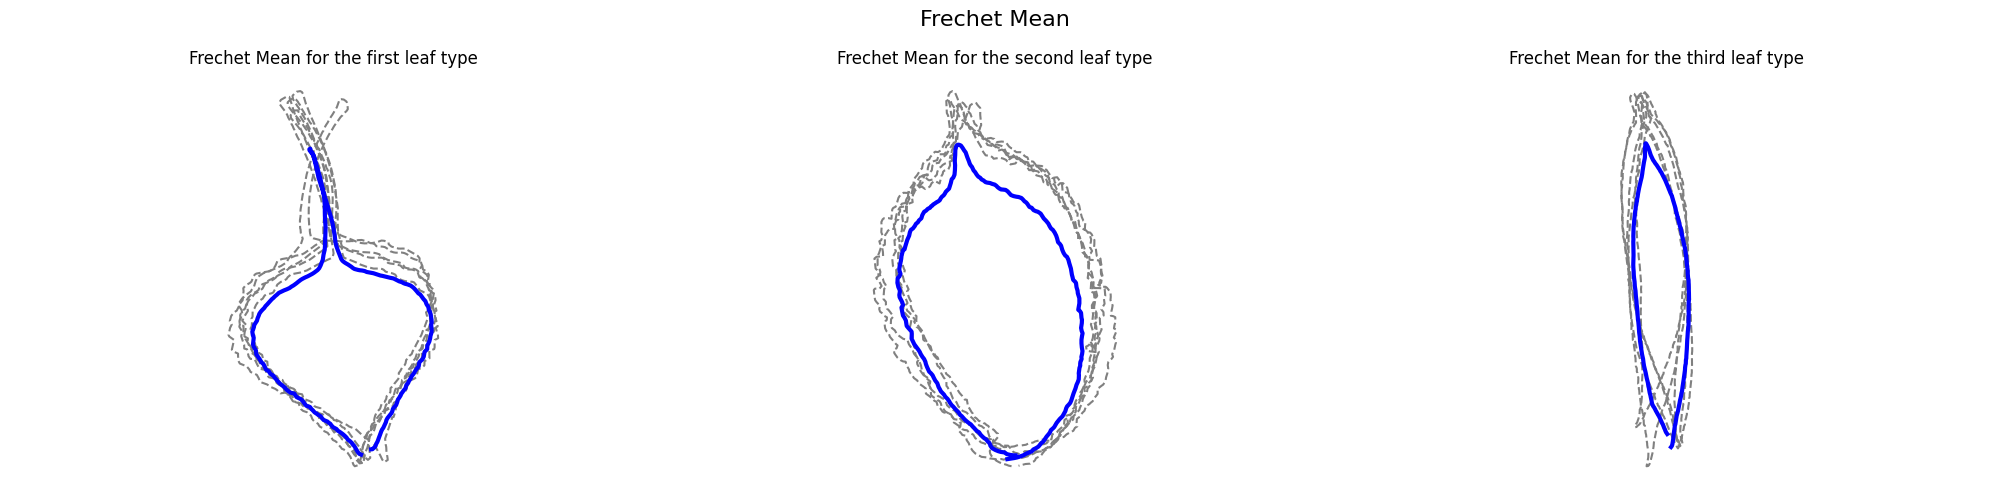 Frechet Mean
Frechet Mean for the first leaf type
Frechet Mean for the second leaf type
Frechet Mean for the third leaf type